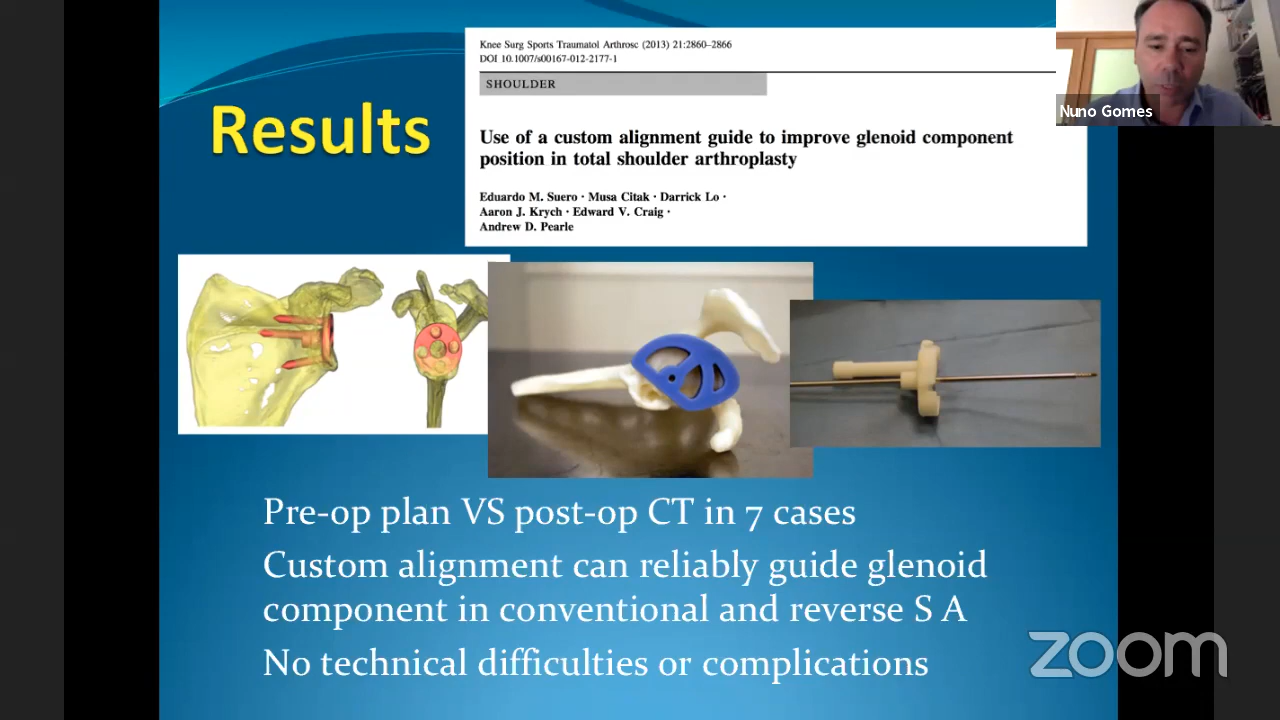 Results
Knee Surg Sports Traumatol Arthrosc (2013) 21:2860–2866
DOI 10.1007/s00167-012-2177-1
SHOULDER
Use of a custom alignment guide to improve glenoid component
position in total shoulder arthroplasty
Eduardo M. Suero · Musa Citak · Darrick Lo ·
Aaron J. Krych · Edward V. Craig ·
Andrew D. Pearle
Nuno Gomes
Pre-op plan VS post-op CT in 7 cases
Custom alignment can reliably guide glenoid
component in conventional and reverse S A
No technical difficulties or complications
zoom